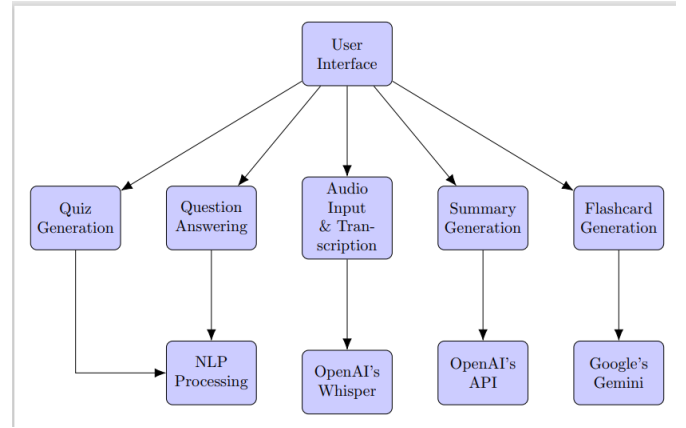 User
Interface
Quiz
Generation
Question
Answering
Audio
Input
& Tran-
scription
Summary
Generation
Flashcard
Generation
NLP
Processing
OpenAI's
Whisper
OpenAI's
API
Google's
Gemini